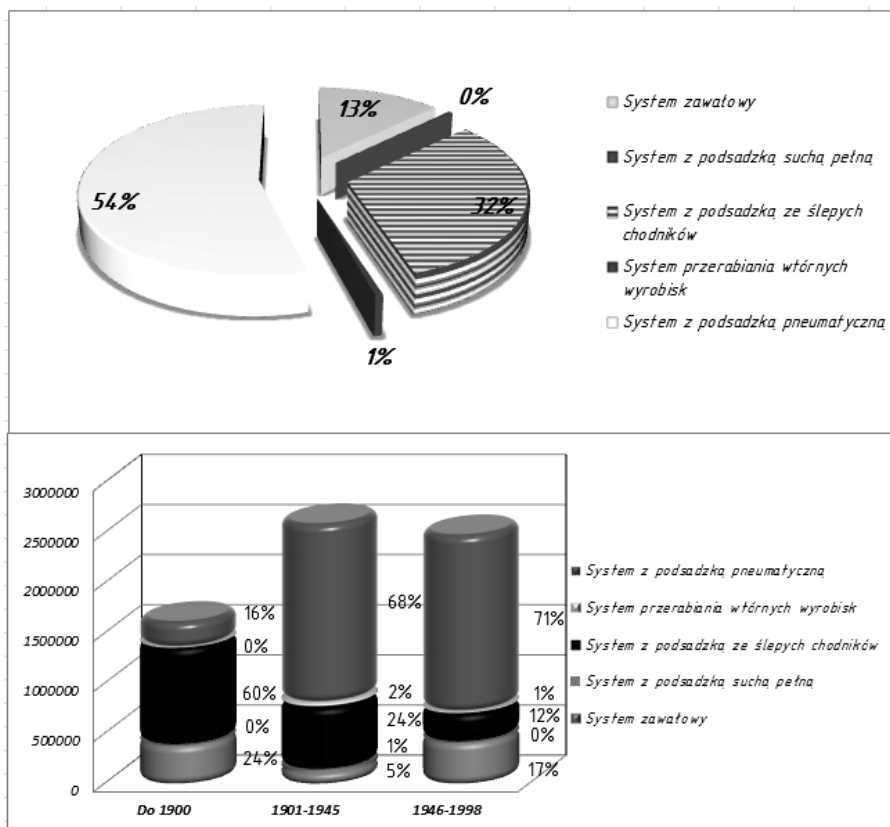 13%
0%
54%
32%
1%
System zawałowy
System z podsadzką suchą pełną
System z podsadzką ze ślepych
chodników
System przerabiania wtórnych
wyrobisk
System z podsadzką pneumatyczną
3000000
2500000
2000000
1500000
1000000
500000
0
16%
0%
60%
0%
24%
68%
2%
24%
1%
5%
71%
1%
12%
0%
17%
Do 1900
1901-1945
1946-1998
System z podsadzką pneumatyczną
System przerabiania wtórnych wyrobisk
System z podsadzką ze ślepych chodników
System z podsadzką suchą pełną
System zawałowy